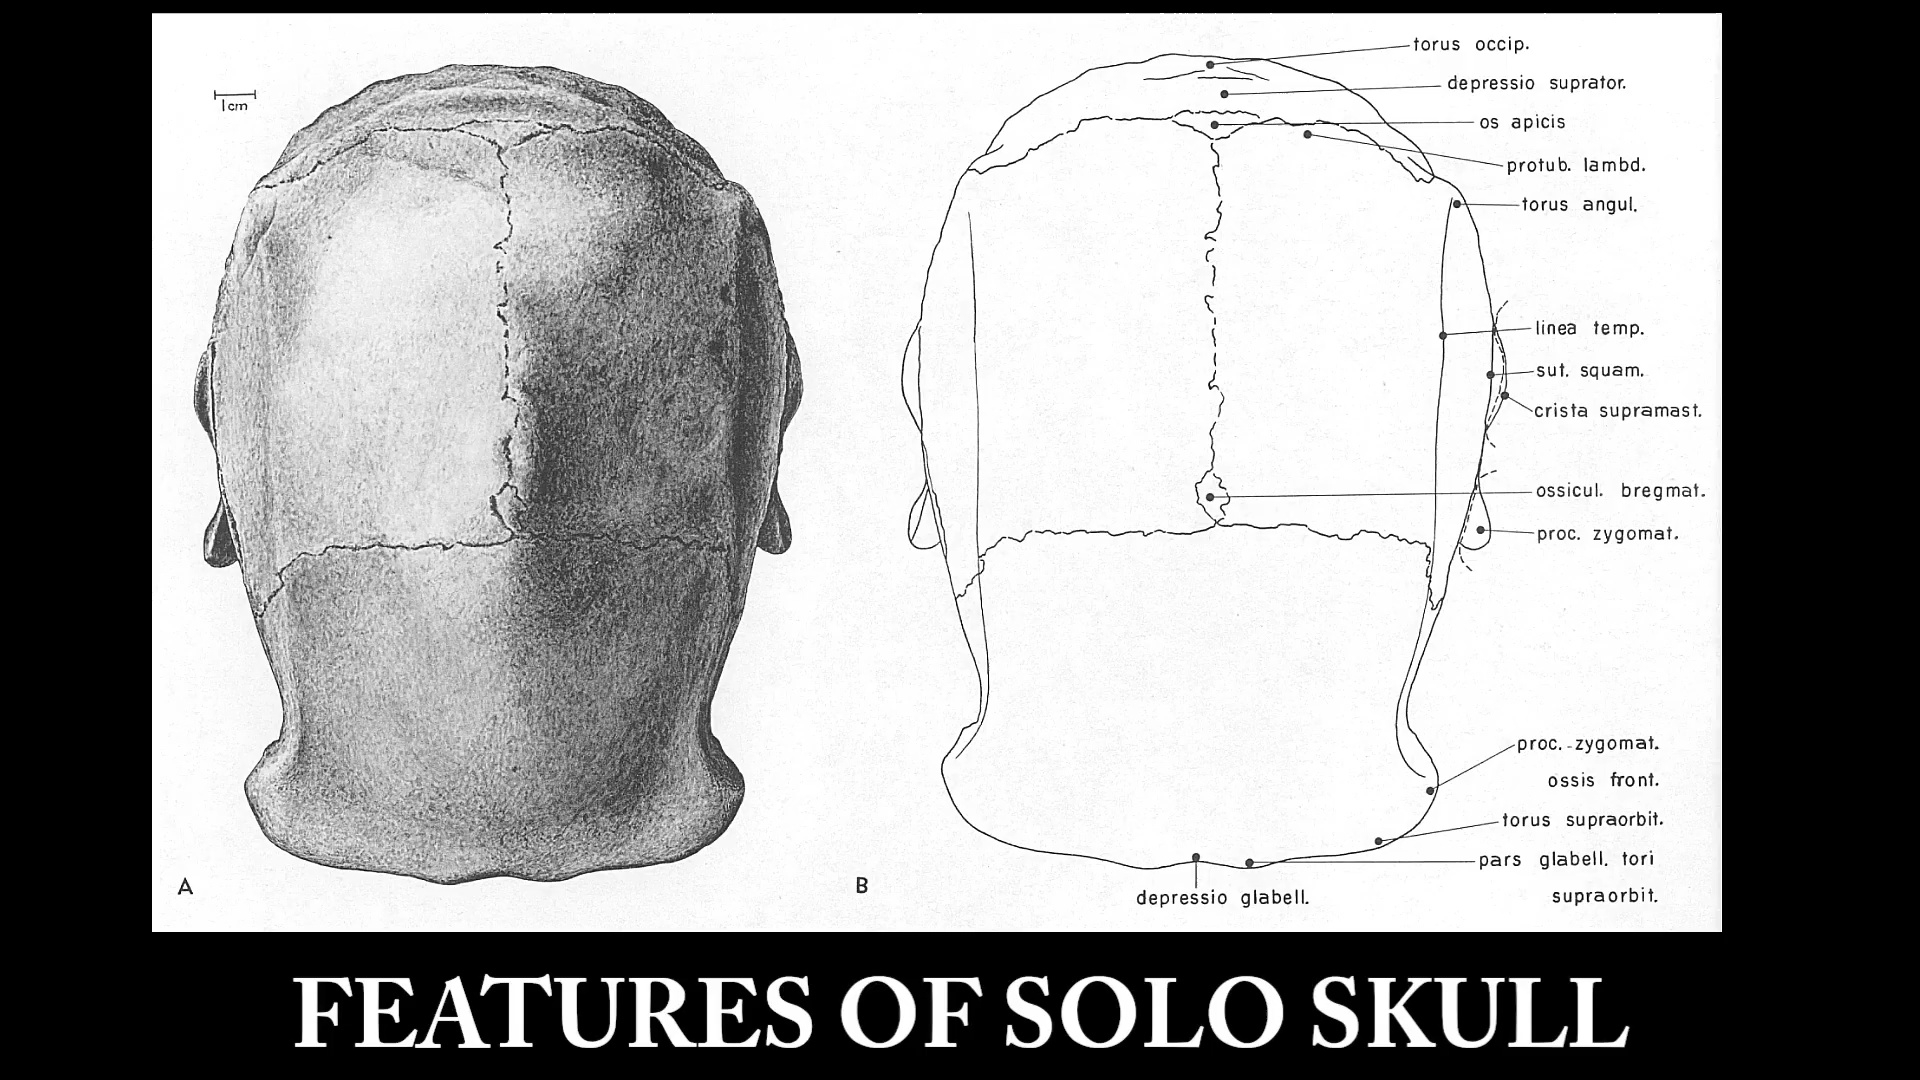 1cm
torus occip.
depressio suprator.
os apicis
protub. lambd.
torus angul.
linea temp.
sut. squam.
crista supramast.
ossicul. bregmat.
proc. zygomat.
proc. - zygomat.
ossis front.
torus supraorbit.
pars glabell. tori
supraorbit.
depressio glabell.
A
B
FEATURES OF SOLO SKULL